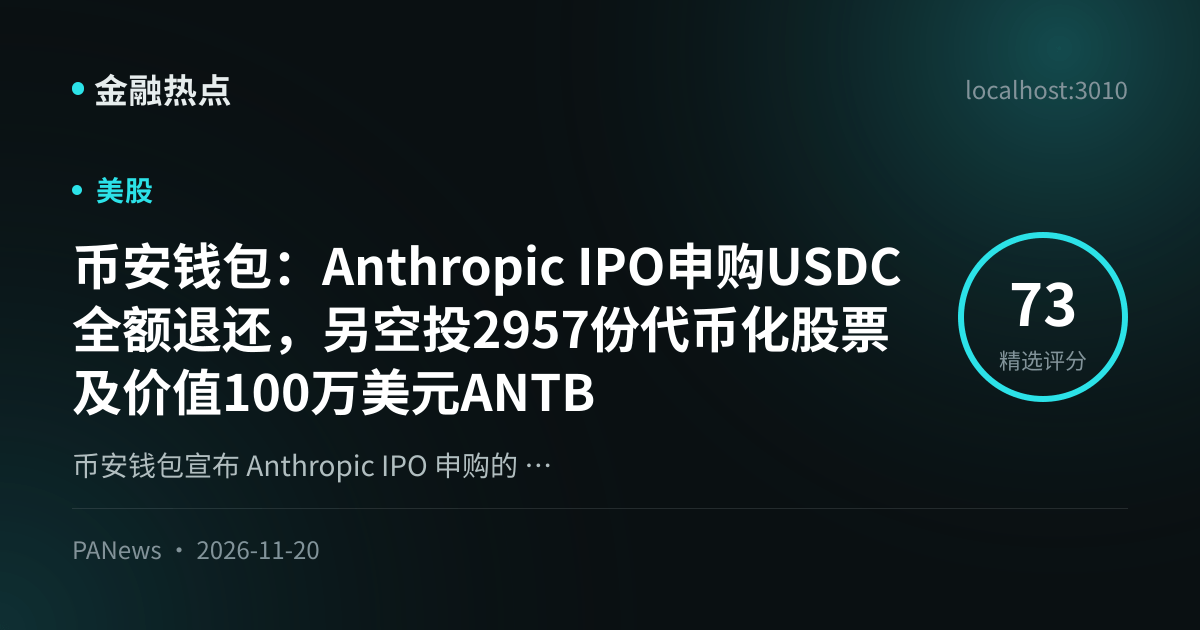 金融热点
localhost:3010
美股
币安钱包：Anthropic IPO申购USDC
全额退还，另空投2957份代币化股票
及价值100万美元ANTB
73
精选评分
币安钱包宣布 Anthropic IPO 申购的 …
PANews • 2026-11-20